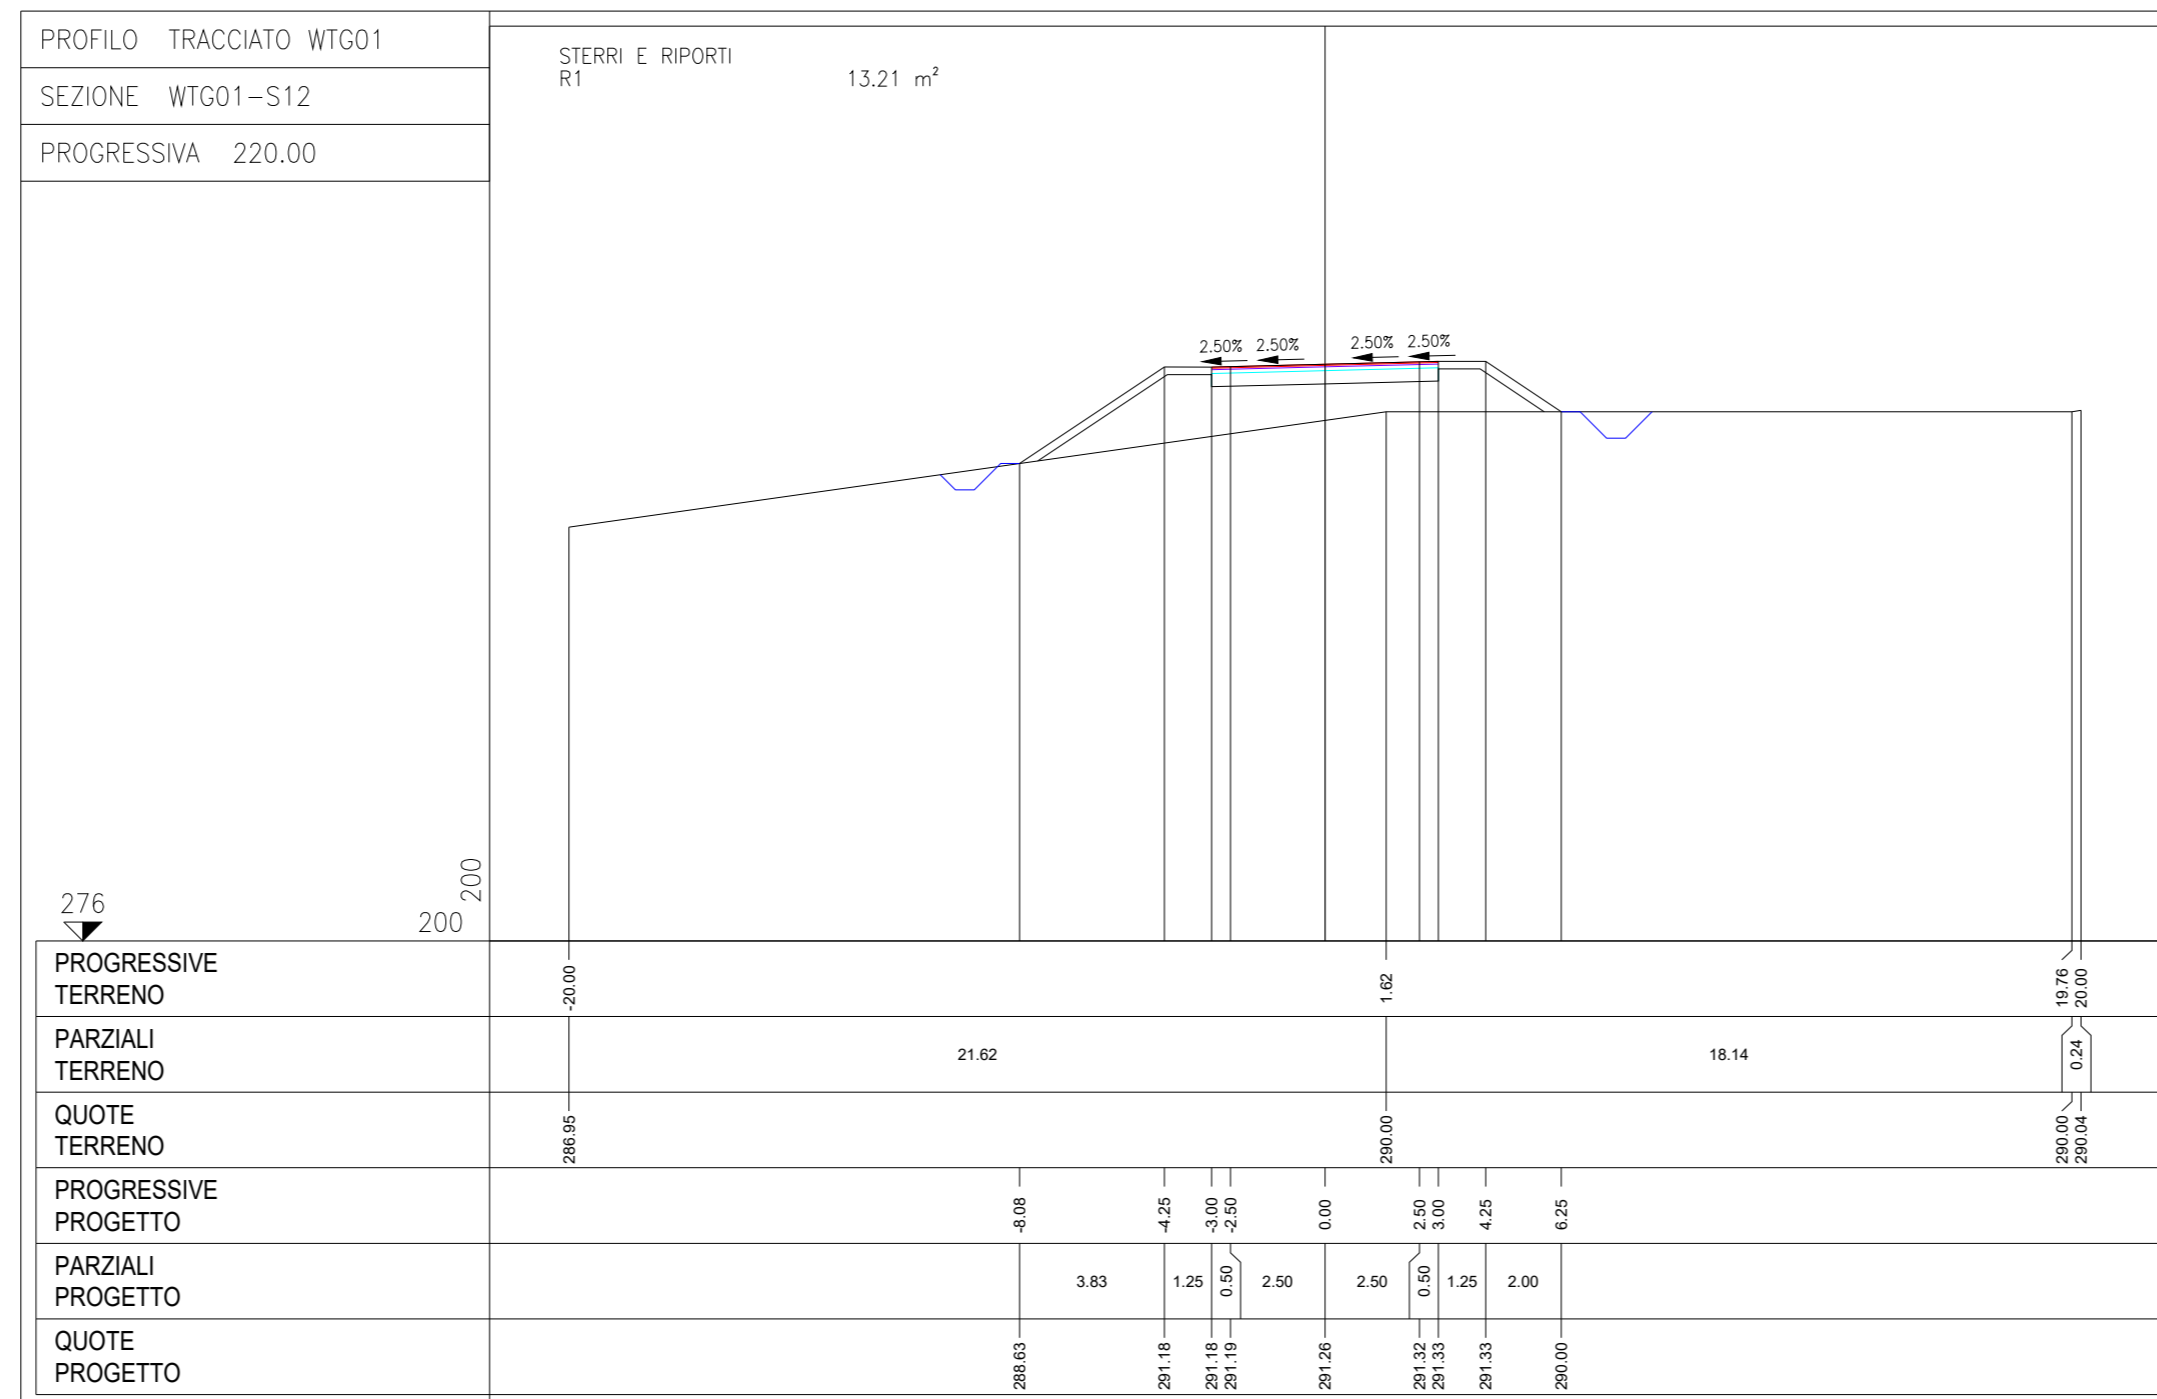 PROFILO TRACCIATO WTG01
SEZIONE WTG01-S12
PROGRESSIVA 220.00
STERRI E RIPORTI
R1 13.21 m²
2.50% 2.50% 2.50% 2.50%
276
200
200
PROGRESSIVE
TERRENO
-20.00 1.62 19.76 20.00
PARZIALI
TERRENO
21.62 18.14 0.24
QUOTE
TERRENO
286.95 290.00 290.00 290.04
PROGRESSIVE
PROGETTO
-8.08 -4.25 -3.00 -2.50 0.00 2.50 3.00 4.25 6.25
PARZIALI
PROGETTO
3.83 1.25 0.50 2.50 2.50 0.50 1.25 2.00
QUOTE
PROGETTO
288.63 291.18 291.18 291.19 291.26 291.32 291.33 291.33 290.00